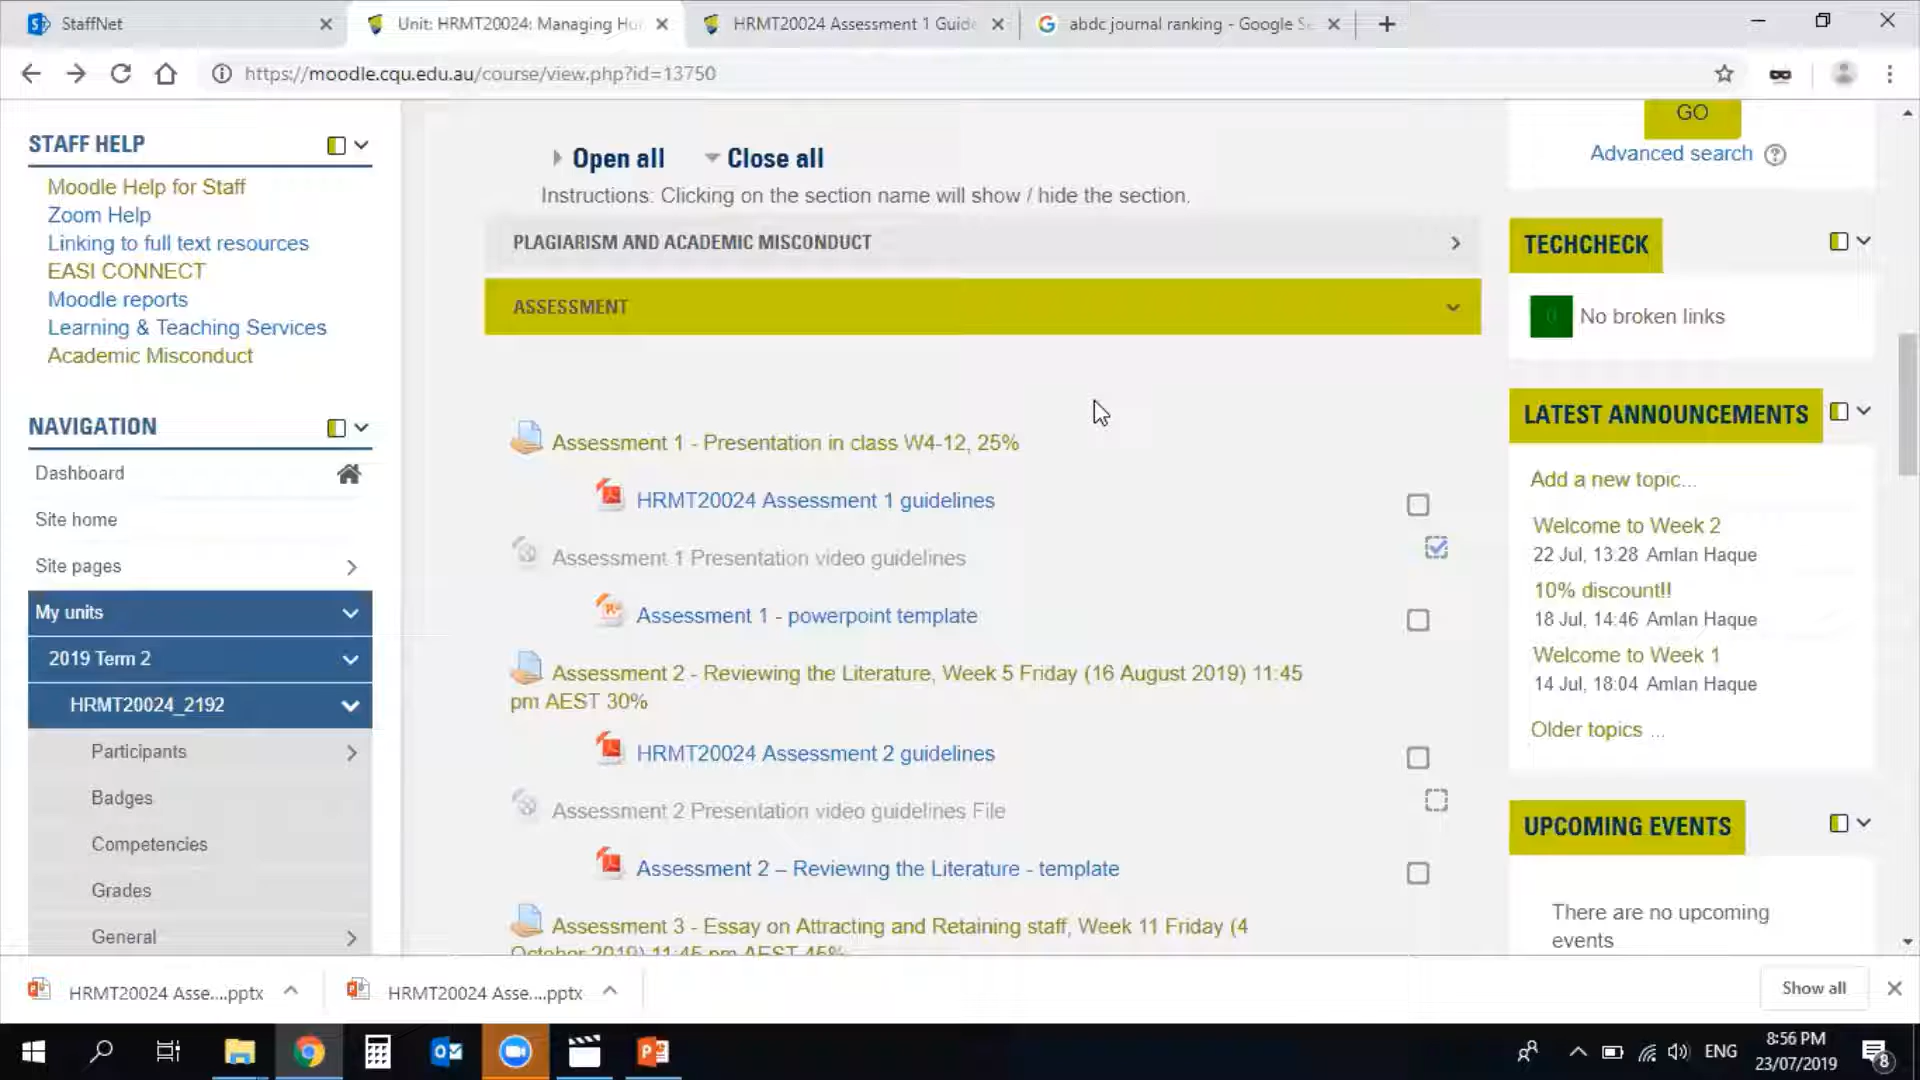 StaffNet
Unit: HRMT20024: Managing Hu
HRMT20024 Assessment 1 Guide
abdc journal ranking - Google Se
https://moodle.cqu.edu.au/course/view.php?id=13750
STAFF HELP
Moodle Help for Staff
Zoom Help
Linking to full text resources
EASI CONNECT
Moodle reports
Learning & Teaching Services
Academic Misconduct
NAVIGATION
Dashboard
Site home
Site pages
My units
2019 Term 2
HRMT20024_2192
Participants
Badges
Competencies
Grades
General
Open all
Close all
Instructions: Clicking on the section name will show / hide the section.
PLAGIARISM AND ACADEMIC MISCONDUCT
ASSESSMENT
Assessment 1 - Presentation in class W4-12, 25%
HRMT20024 Assessment 1 guidelines
Assessment 1 Presentation video guidelines
Assessment 1 - powerpoint template
Assessment 2 - Reviewing the Literature, Week 5 Friday (16 August 2019) 11:45
pm AEST 30%
HRMT20024 Assessment 2 guidelines
Assessment 2 Presentation video guidelines File
Assessment 2 – Reviewing the Literature - template
Assessment 3 - Essay on Attracting and Retaining staff, Week 11 Friday (4
October 2019) 11:45 pm AEST 45%
GO
Advanced search
TECHCHECK
0
No broken links
LATEST ANNOUNCEMENTS
Add a new topic...
Welcome to Week 2
22 Jul, 13.28 Amlan Haque
10% discount!!
18 Jul, 14:46 Amlan Haque
Welcome to Week 1
14 Jul, 18:04 Amlan Haque
Older topics ...
UPCOMING EVENTS
There are no upcoming
events
HRMT20024 Asse....pptx
HRMT20024 Asse....pptx
Show all
ENG
8:56 PM
23/07/2019
8